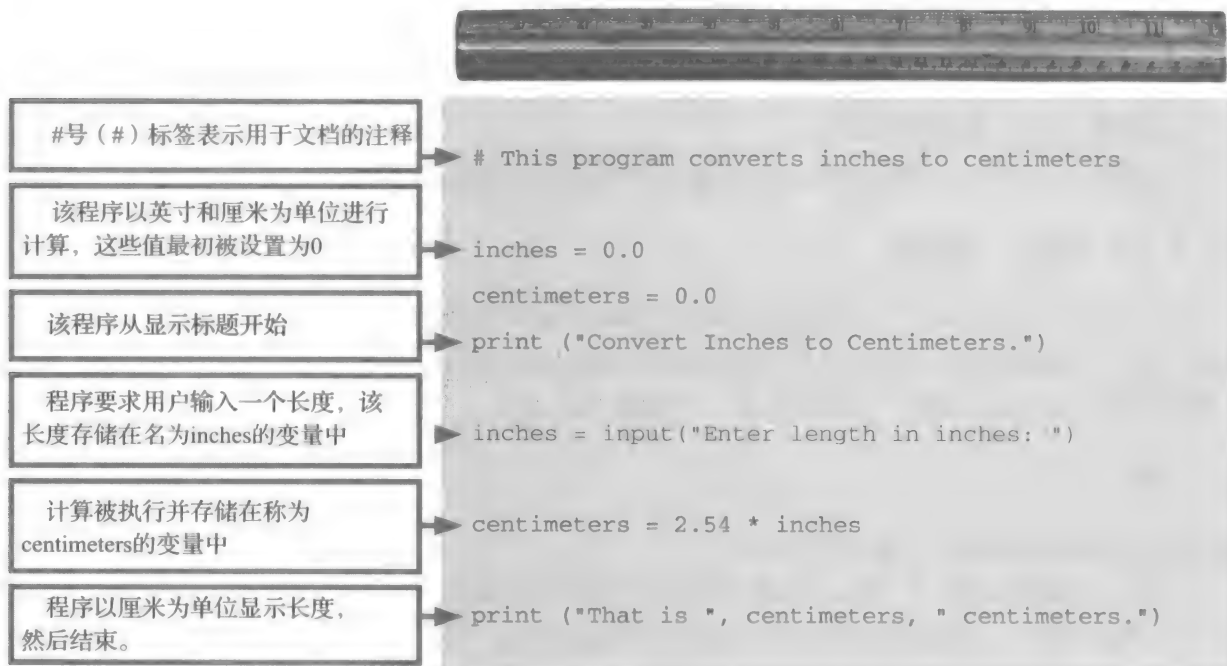 9 10 11
#号（#）标签表示用于文档的注释
# This program converts inches to centimeters
该程序以英寸和厘米为单位进行
计算，这些值最初被设置为0
inches = 0.0
centimeters = 0.0
该程序从显示标题开始
print ("Convert Inches to Centimeters.")
程序要求用户输入一个长度，该
长度存储在名为inches的变量中
inches = input("Enter length in inches: ")
计算被执行并存储在称为
centimeters的变量中
centimeters = 2.54 * inches
程序以厘米为单位显示长度，
然后结束。
print ("That is ", centimeters, " centimeters.")